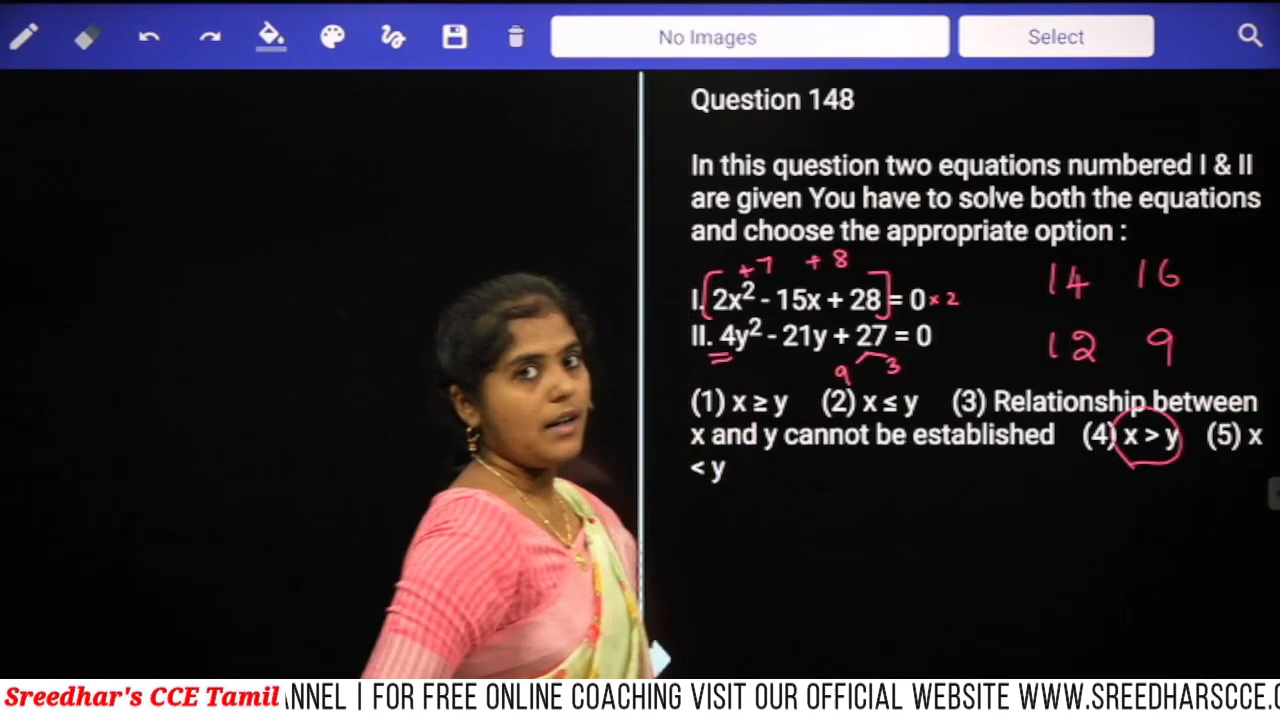 No Images
Select
Question 148
In this question two equations numbered I & II
are given You have to solve both the equations
and choose the appropriate option :
+7 +8
I. [2x² - 15x + 28] = 0 × 2
14 16
II. 4y² - 21y + 27 = 0
12 9
9 3
(1) x ≥ y (2) x ≤ y (3) Relationship between
x and y cannot be established (4) x > y (5) x
< y
Sreedhar's CCE Tamil
ANNEL | FOR FREE ONLINE COACHING VISIT OUR OFFICIAL WEBSITE WWW.SREEDHARSCCE.C